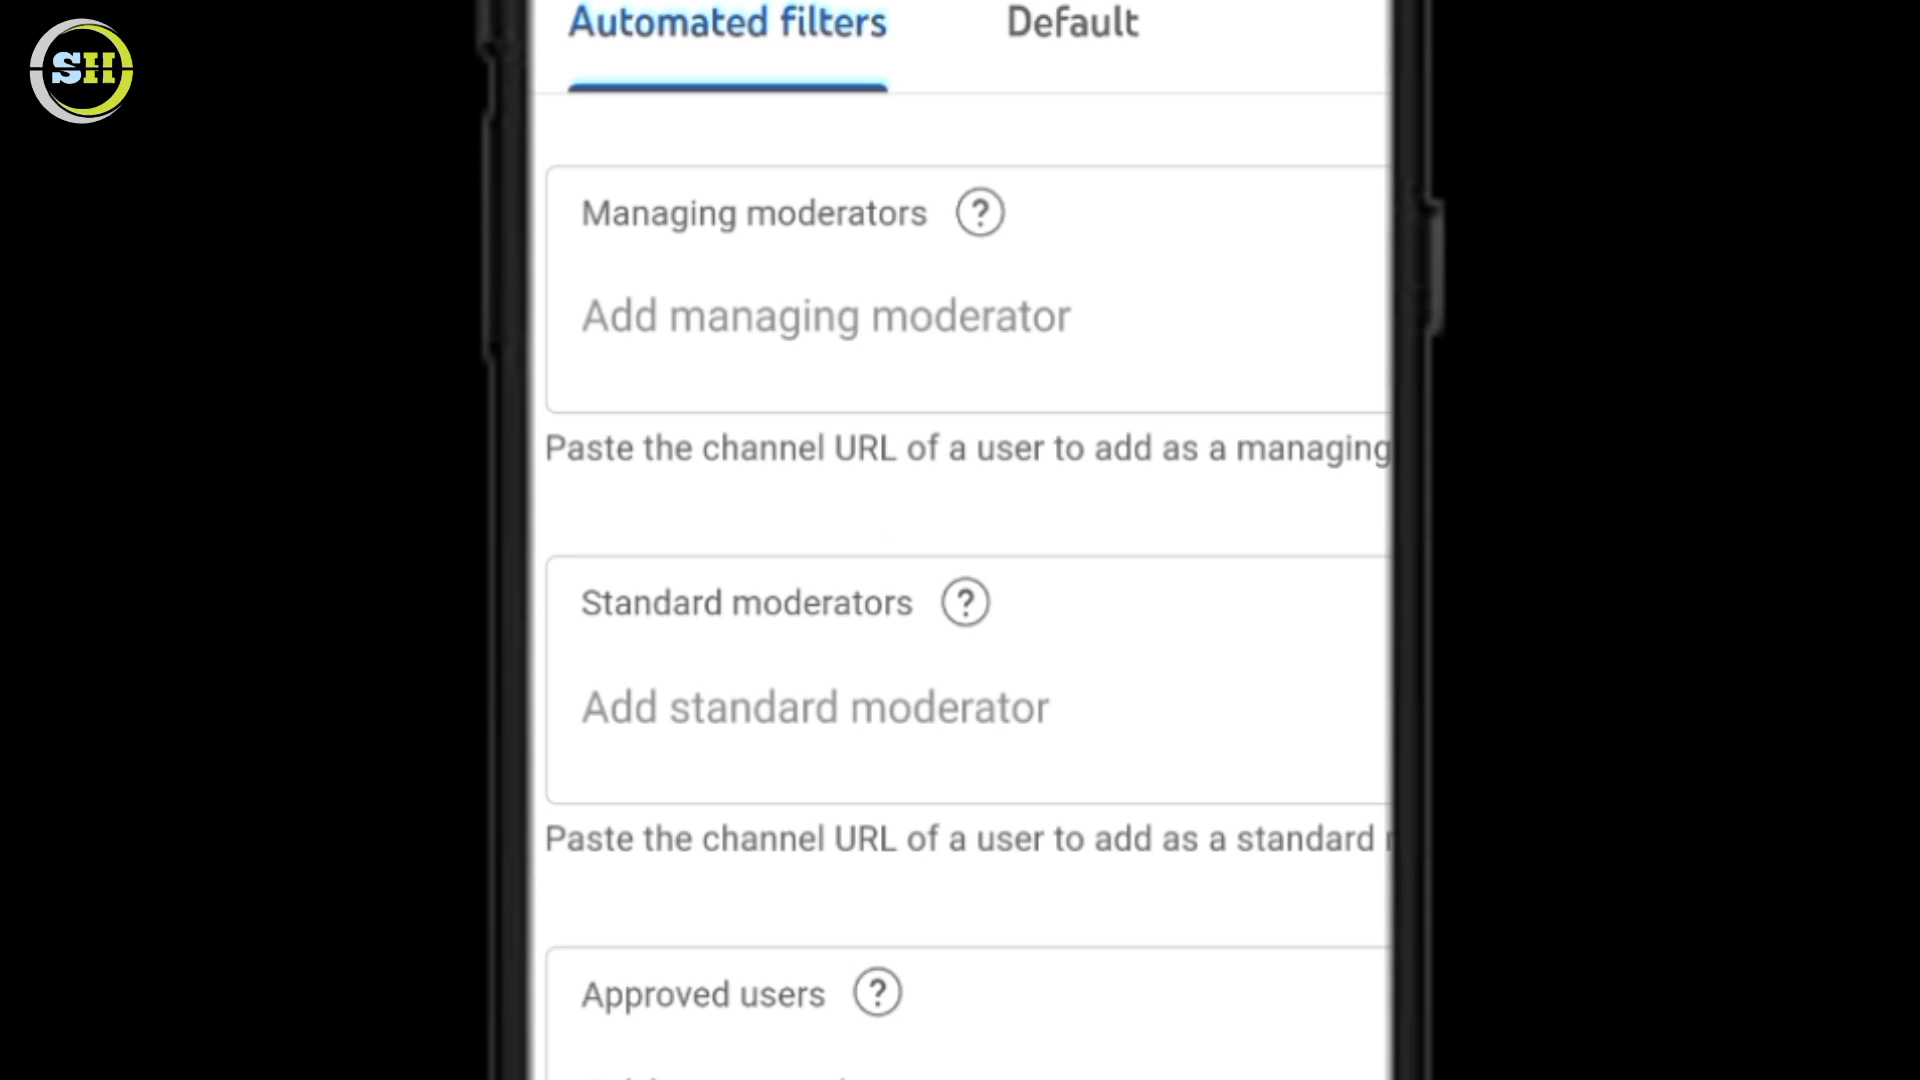 SH
Automated filters Default
Managing moderators ?
Add managing moderator
Paste the channel URL of a user to add as a managing
Standard moderators ?
Add standard moderator
Paste the channel URL of a user to add as a standard
Approved users ?